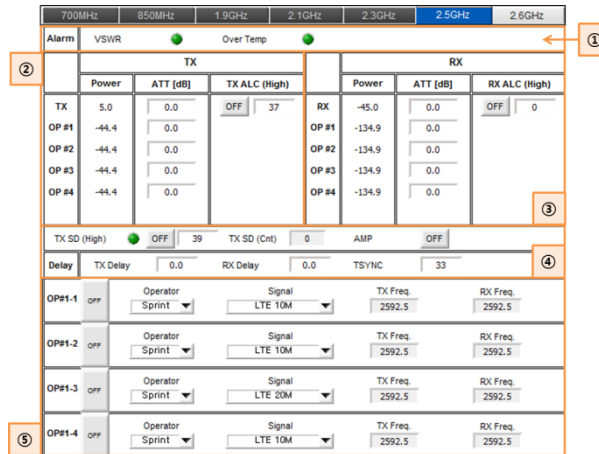 700MHz 850MHz 1.9GHz 2.1GHz 2.3GHz 2.5GHz 2.6GHz
Alarm VSWR Over Temp ①
② TX RX
Power ATT [dB] TX ALC (High) Power ATT [dB] RX ALC (High)
TX 5.0 0.0 OFF 37 RX -45.0 0.0 OFF 0
OP #1 -44.4 0.0 OP #1 -134.9 0.0
OP #2 -44.4 0.0 OP #2 -134.9 0.0
OP #3 -44.4 0.0 OP #3 -134.9 0.0
OP #4 -44.4 0.0 OP #4 -134.9 0.0
③
TX SD (High) OFF 39 TX SD (Cnt) 0 AMP OFF
Delay TX Delay 0.0 RX Delay 0.0 TSYNC 33 ④
Operator Signal TX Freq. RX Freq.
OP#1-1 OFF Sprint LTE 10M 2592.5 2592.5
Operator Signal TX Freq. RX Freq.
OP#1-2 OFF Sprint LTE 10M 2592.5 2592.5
Operator Signal TX Freq. RX Freq.
OP#1-3 OFF Sprint LTE 20M 2592.5 2592.5
Operator Signal TX Freq. RX Freq.
⑤ OP#1-4 OFF Sprint LTE 10M 2592.5 2592.5